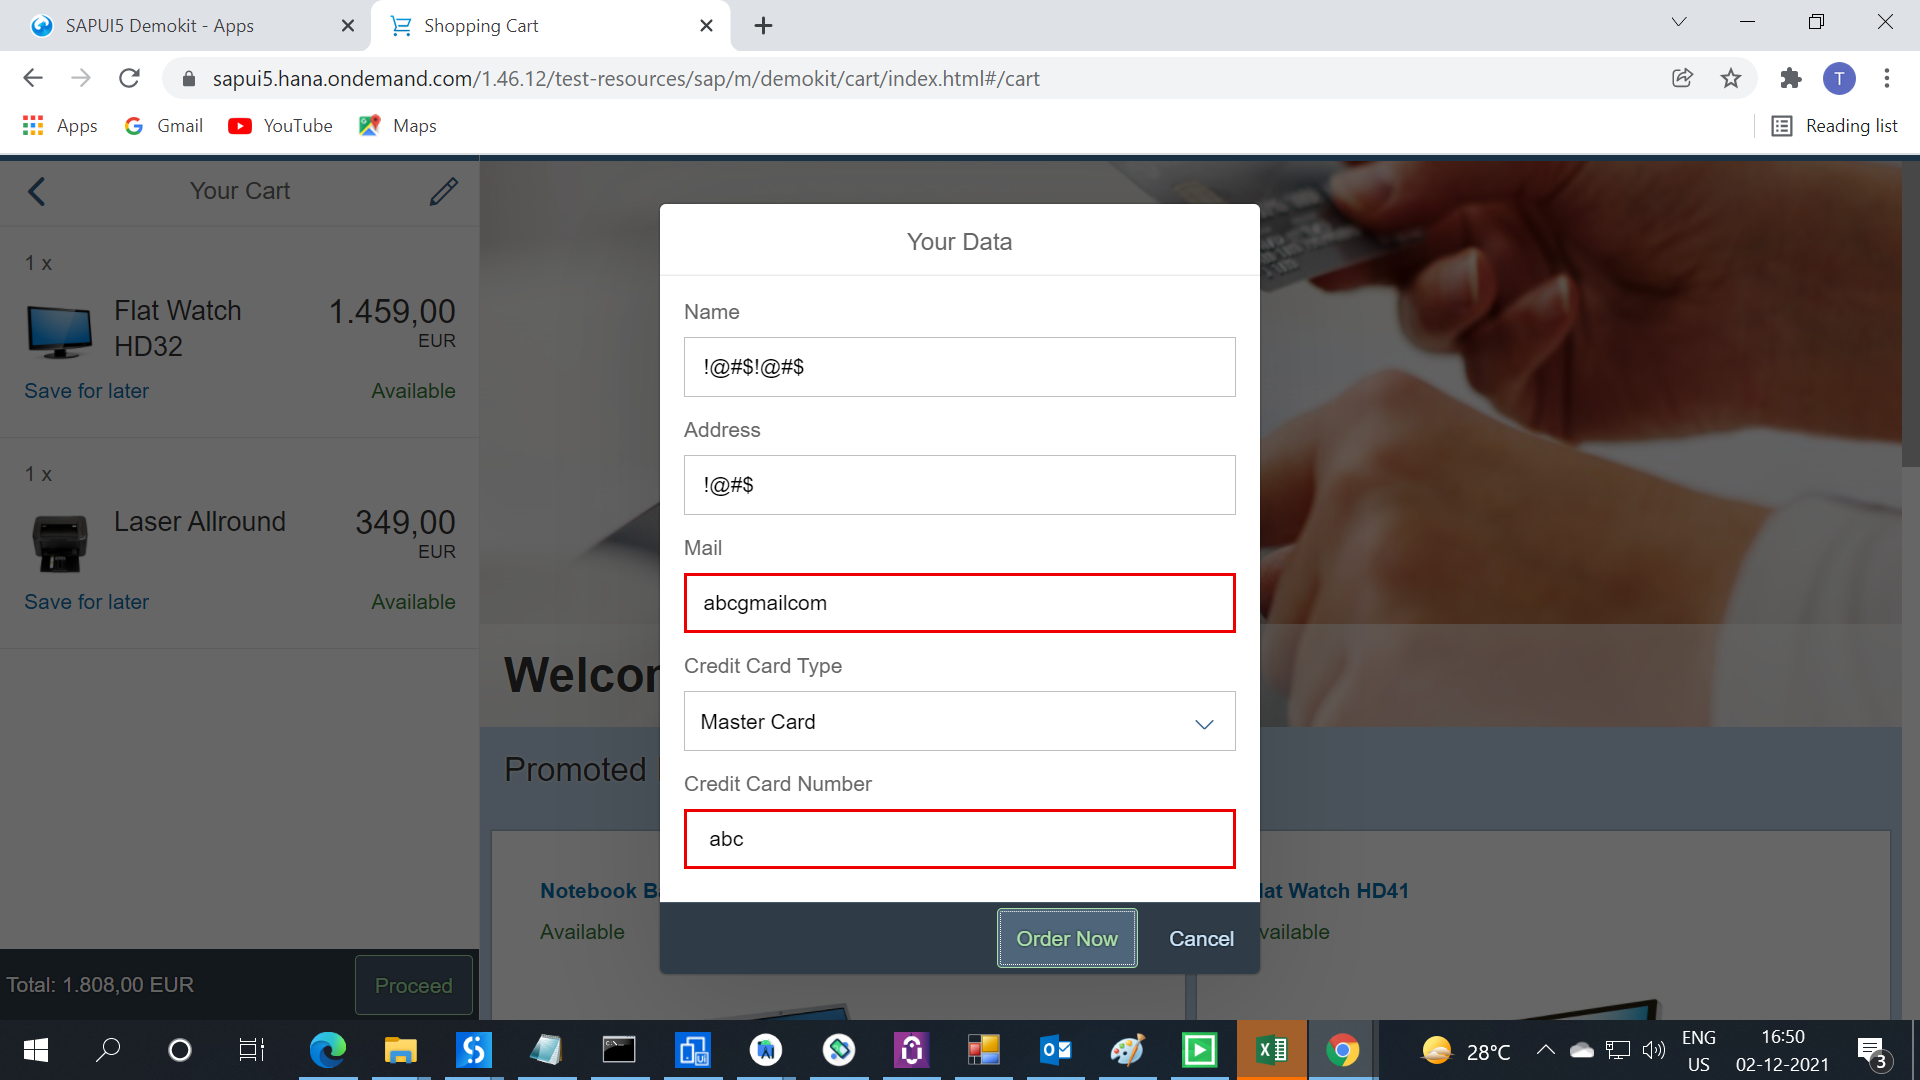 SAPUI5 Demokit - Apps
Shopping Cart
sapui5.hana.ondemand.com/1.46.12/test-resources/sap/m/demokit/cart/index.html#/cart
T
Apps
Gmail
YouTube
Maps
Reading list
Your Cart
1 x
Flat Watch HD32
1.459,00
EUR
Save for later
Available
1 x
Laser Allround
349,00
EUR
Save for later
Available
Total: 1.808,00 EUR
Proceed
Welcom
Promoted
Notebook Ba
Available
lat Watch HD41
vailable
Your Data
Name
!@#$!@#$
Address
!@#$
Mail
abcgmailcom
Credit Card Type
Master Card
Credit Card Number
abc
Order Now
Cancel
28°C
ENG
US
16:50
02-12-2021
3